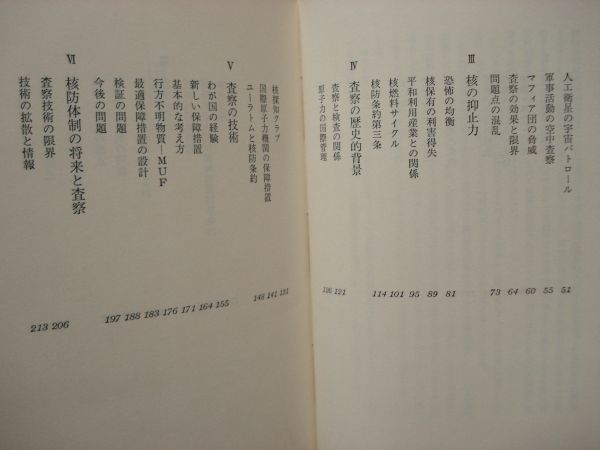 人工衛星の宇宙パトロール 51
軍事活動の空中査察 55
マフィア団の脅威 60
査察の効果と限界 64
問題点の混乱 73
Ⅲ 核の抑止力
恐怖の均衡 81
核保有の利害得失 89
平和利用産業との関係 95
核燃料サイクル 101
核防条約第三条 114
Ⅳ 査察の歴史的背景
査察と検査の関係 121
原子力の国際管理 126
核探知クラブ
国際原子力機関の保障措置 141
ユーラトムと核防条約 148
Ⅴ 査察の技術
わが国の経験 155
新しい保障措置 164
基本的な考え方 171
行方不明物質―MUF 176
最適保障措置の設計 183
検証の問題 188
今後の問題 197
Ⅵ 核防体制の将来と査察
査察技術の限界 206
技術の拡散と情報 213